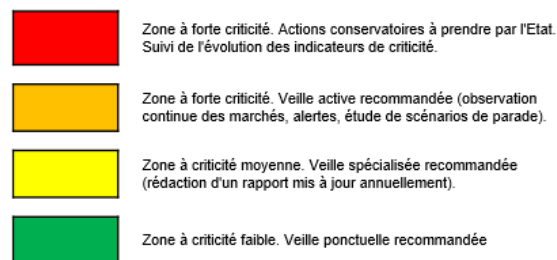 Zone à forte criticité. Actions conservatoires à prendre par l'Etat.
Suivi de l'évolution des indicateurs de criticité.
Zone à forte criticité. Veille active recommandée (observation
continue des marchés, alertes, étude de scénarios de parade).
Zone à criticité moyenne. Veille spécialisée recommandée
(rédaction d'un rapport mis à jour annuellement).
Zone à criticité faible. Veille ponctuelle recommandée